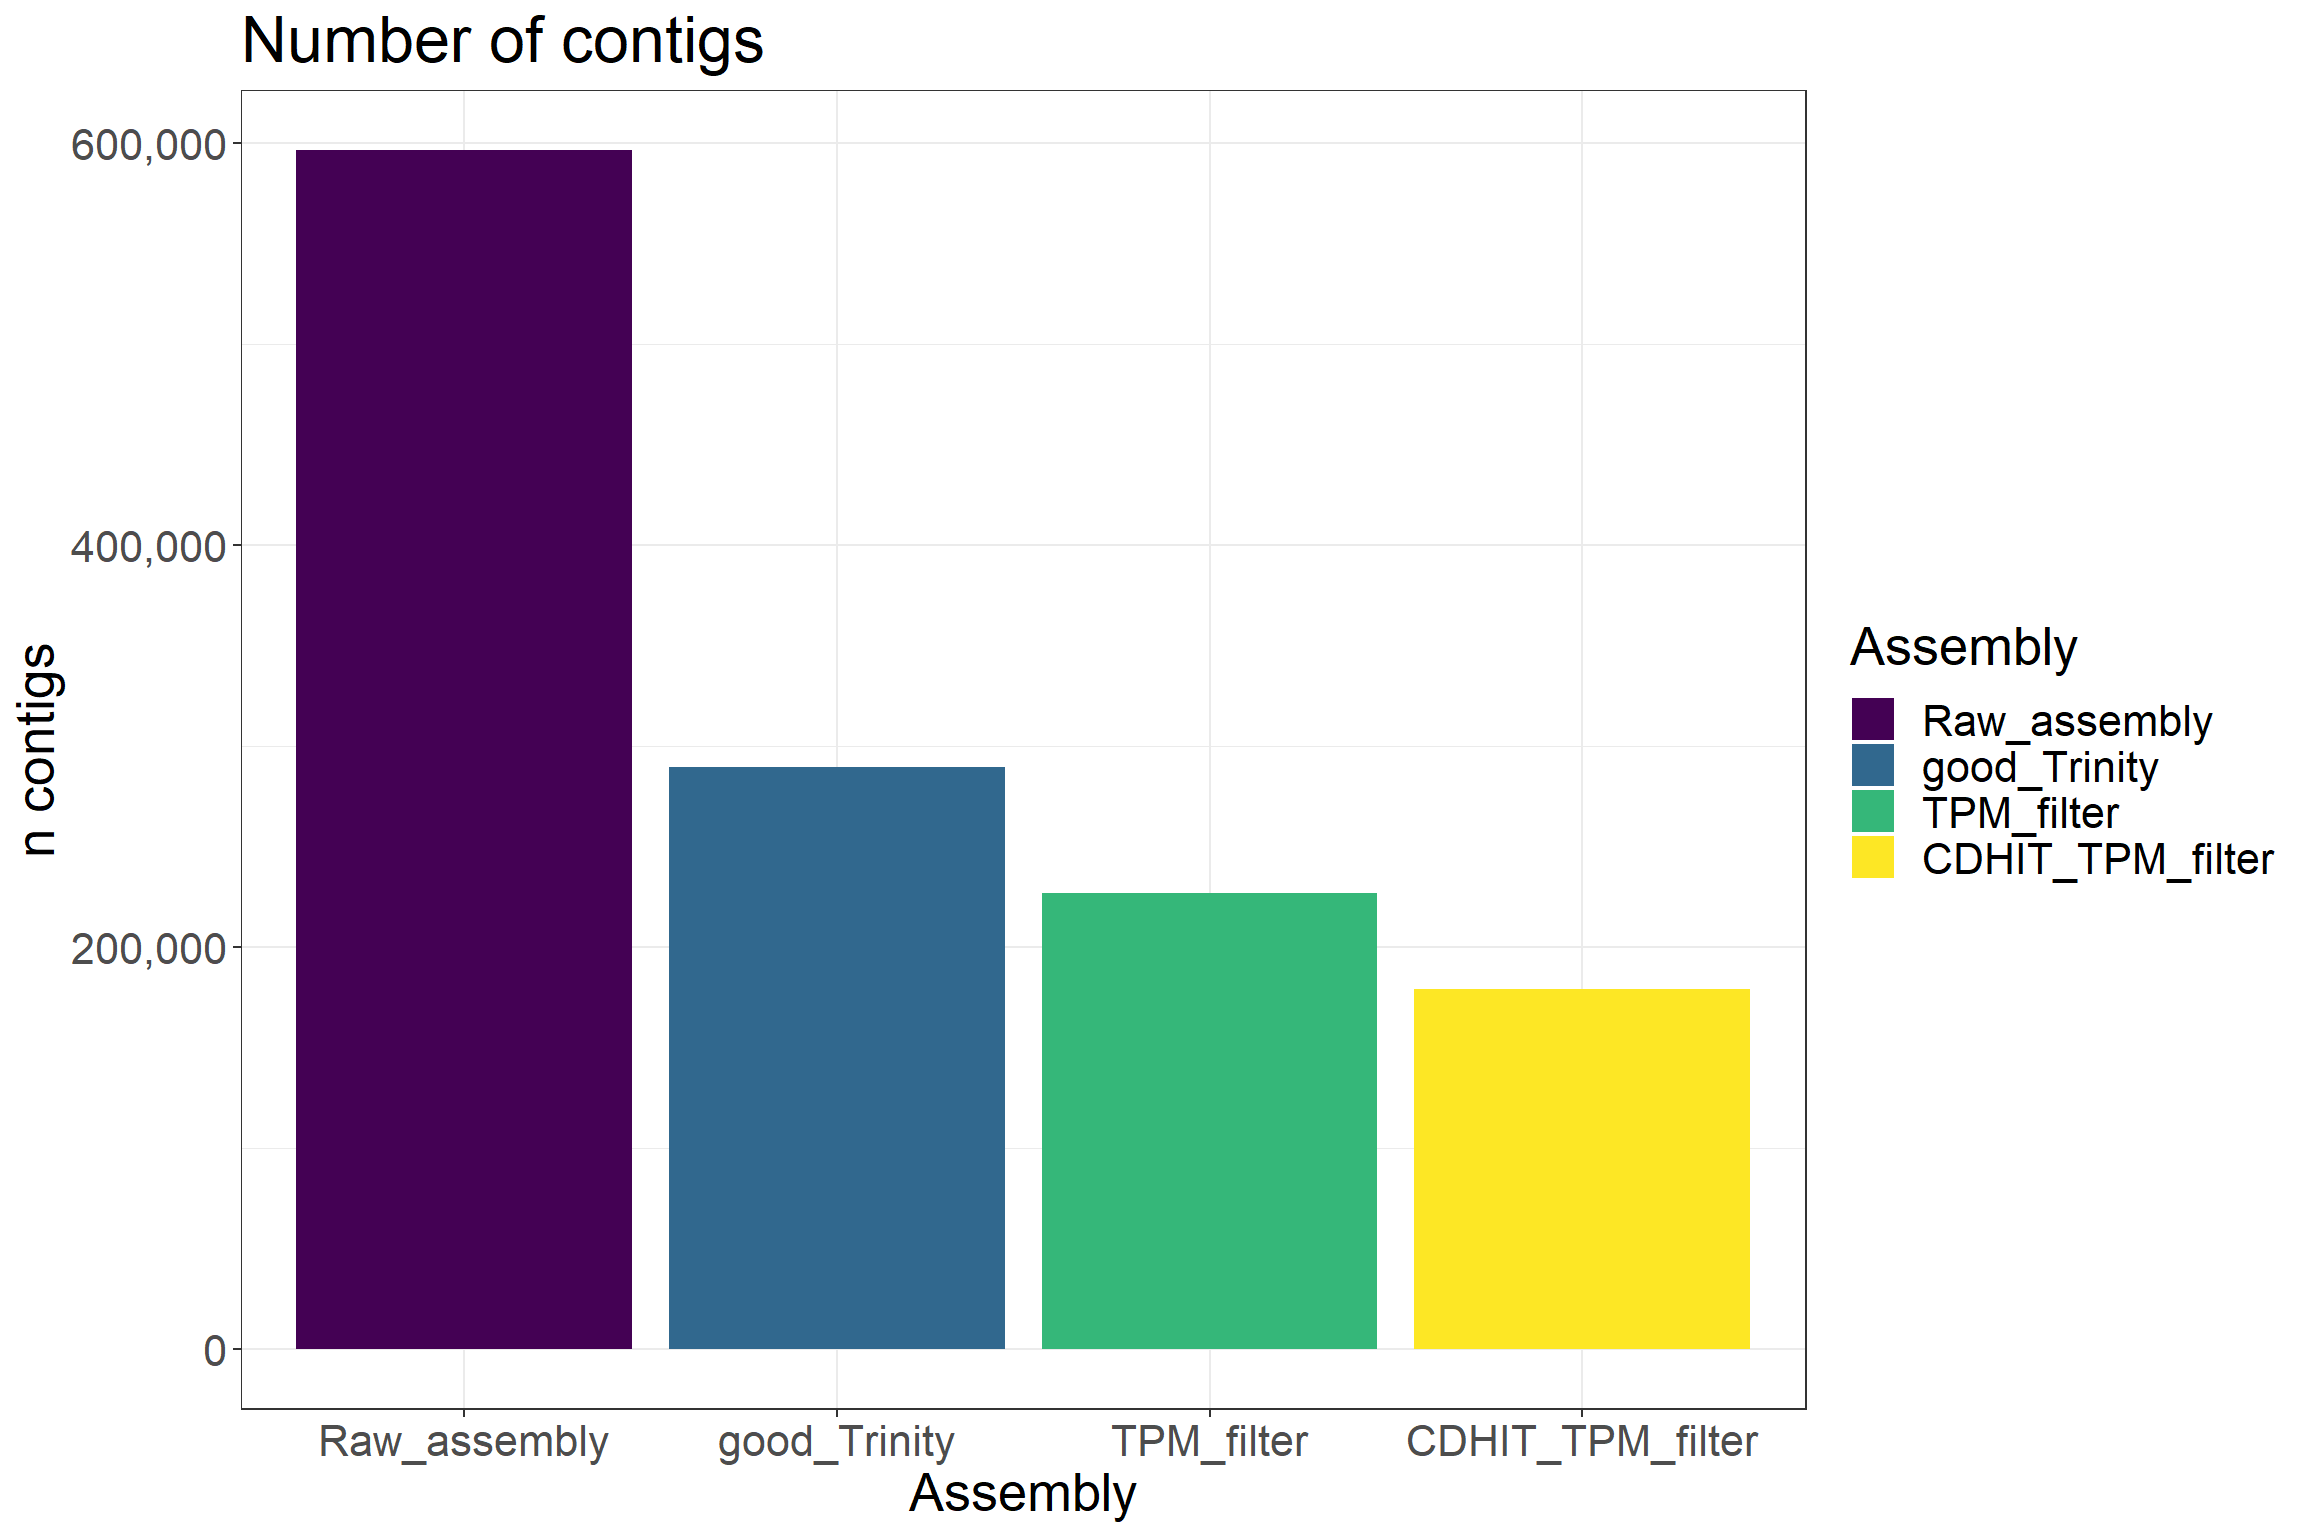 Number of contigs
600,000
400,000
200,000
0
n contigs
Raw_assembly
good_Trinity
TPM_filter
CDHIT_TPM_filter
Assembly
Assembly
Raw_assembly
good_Trinity
TPM_filter
CDHIT_TPM_filter